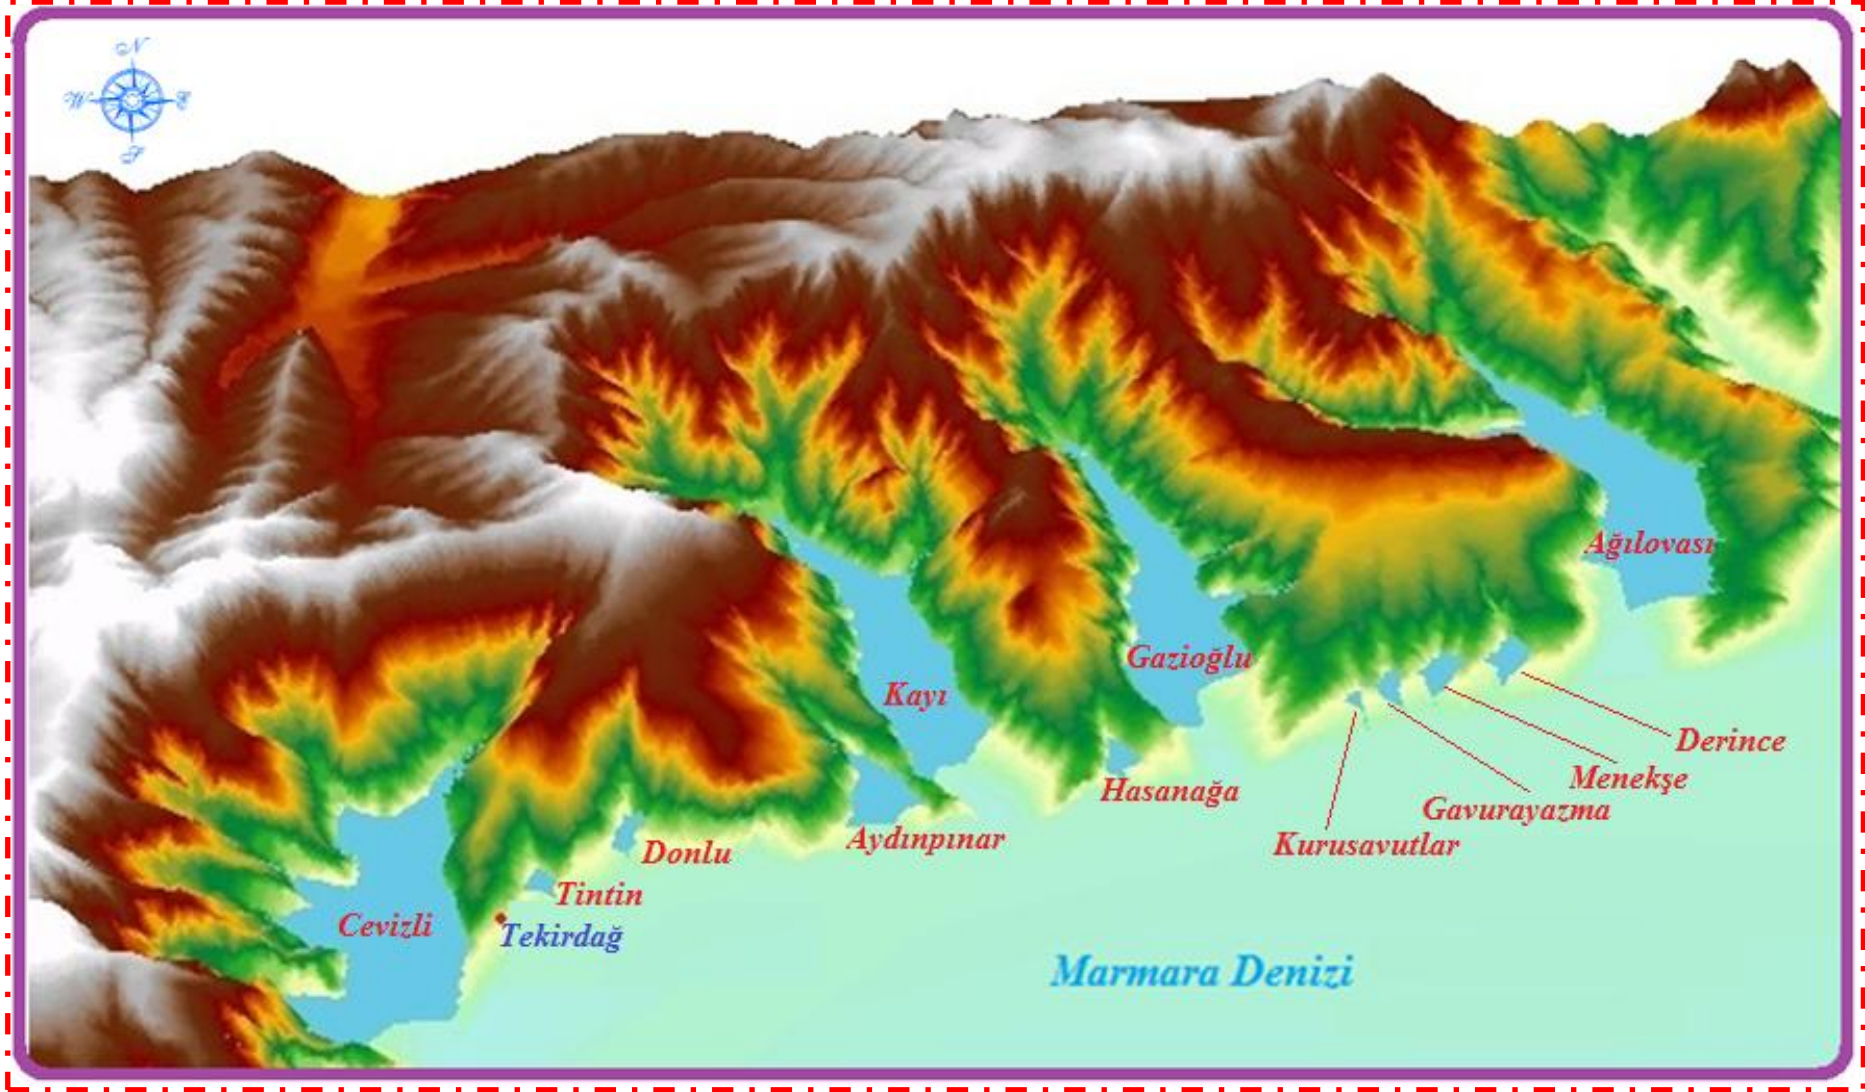 N
W E
Ağılovası
Gazioğlu
Kayı
Derince
Menekşe
Hasanağa
Gavurayazma
Aydınpınar
Kurusavutlar
Donlu
Tintin
Cevizli
Tekirdağ
Marmara Denizi